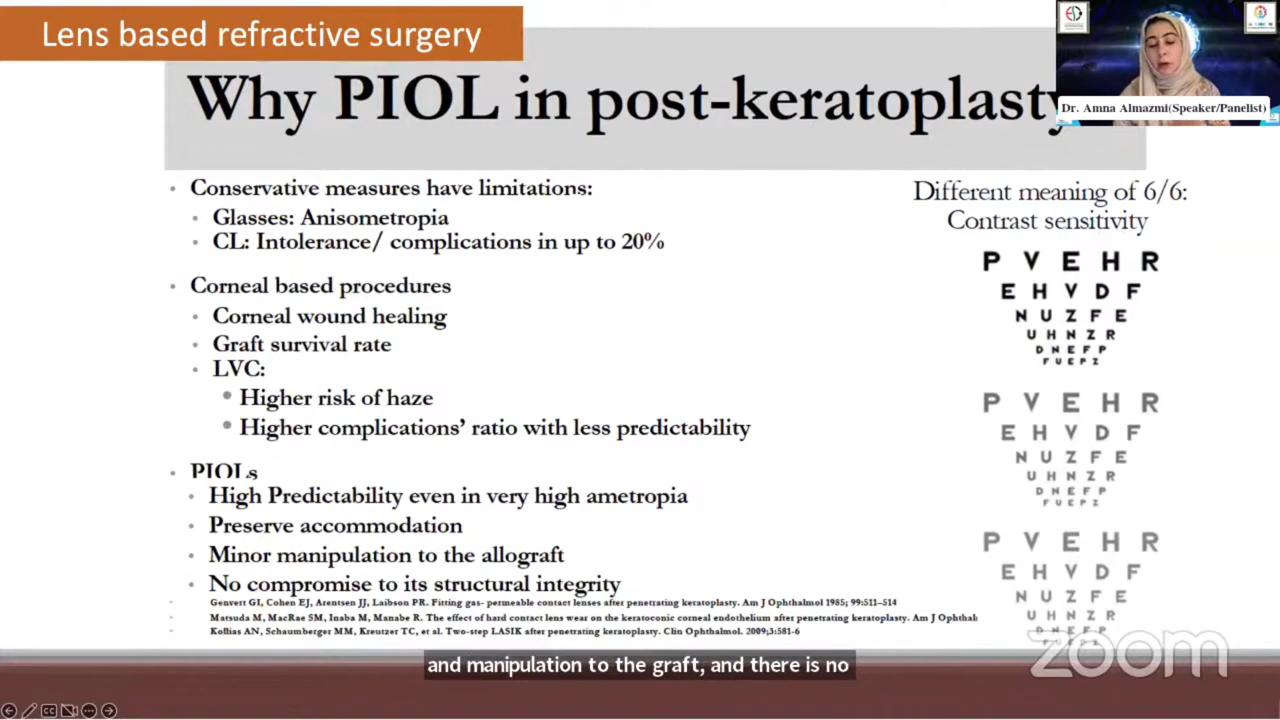 Lens based refractive surgery
Why PIOL in post-keratoplasty
Dr. Amna Almazmi(Speaker/Panelist)
• Conservative measures have limitations:
• Glasses: Anisometropia
• CL: Intolerance/ complications in up to 20%
• Corneal based procedures
• Corneal wound healing
• Graft survival rate
• LVC:
• Higher risk of haze
• Higher complications' ratio with less predictability
• PIOLs
• High Predictability even in very high ametropia
• Preserve accommodation
• Minor manipulation to the allograft
• No compromise to its structural integrity
• Genvert GI, Cohen EJ, Arentsen JJ, Laibson PR. Fitting gas- permeable contact lenses after penetrating keratoplasty. Am J Ophthalmol 1985; 99:511–514
• Matsuda M, MacRae SM, Inaba M, Manabe R. The effect of hard contact lens wear on the keratoconic corneal endothelium after penetrating keratoplasty. Am J Ophthal
• Kollias AN, Schaumberger MM, Kreutzer TC, et al. Two-step LASIK after penetrating keratoplasty. Clin Ophthalmol. 2009;3:581-6
Different meaning of 6/6:
Contrast sensitivity
P V E H R
E H V D F
N U Z F E
U H N Z R
D N E F P
F U E P Z
P V E H R
E H V D F
N U Z F E
U H N Z R
D N E F P
F U E P Z
P V E H R
E H V D F
N U Z F E
U H N Z R
zoom
and manipulation to the graft, and there is no
CC